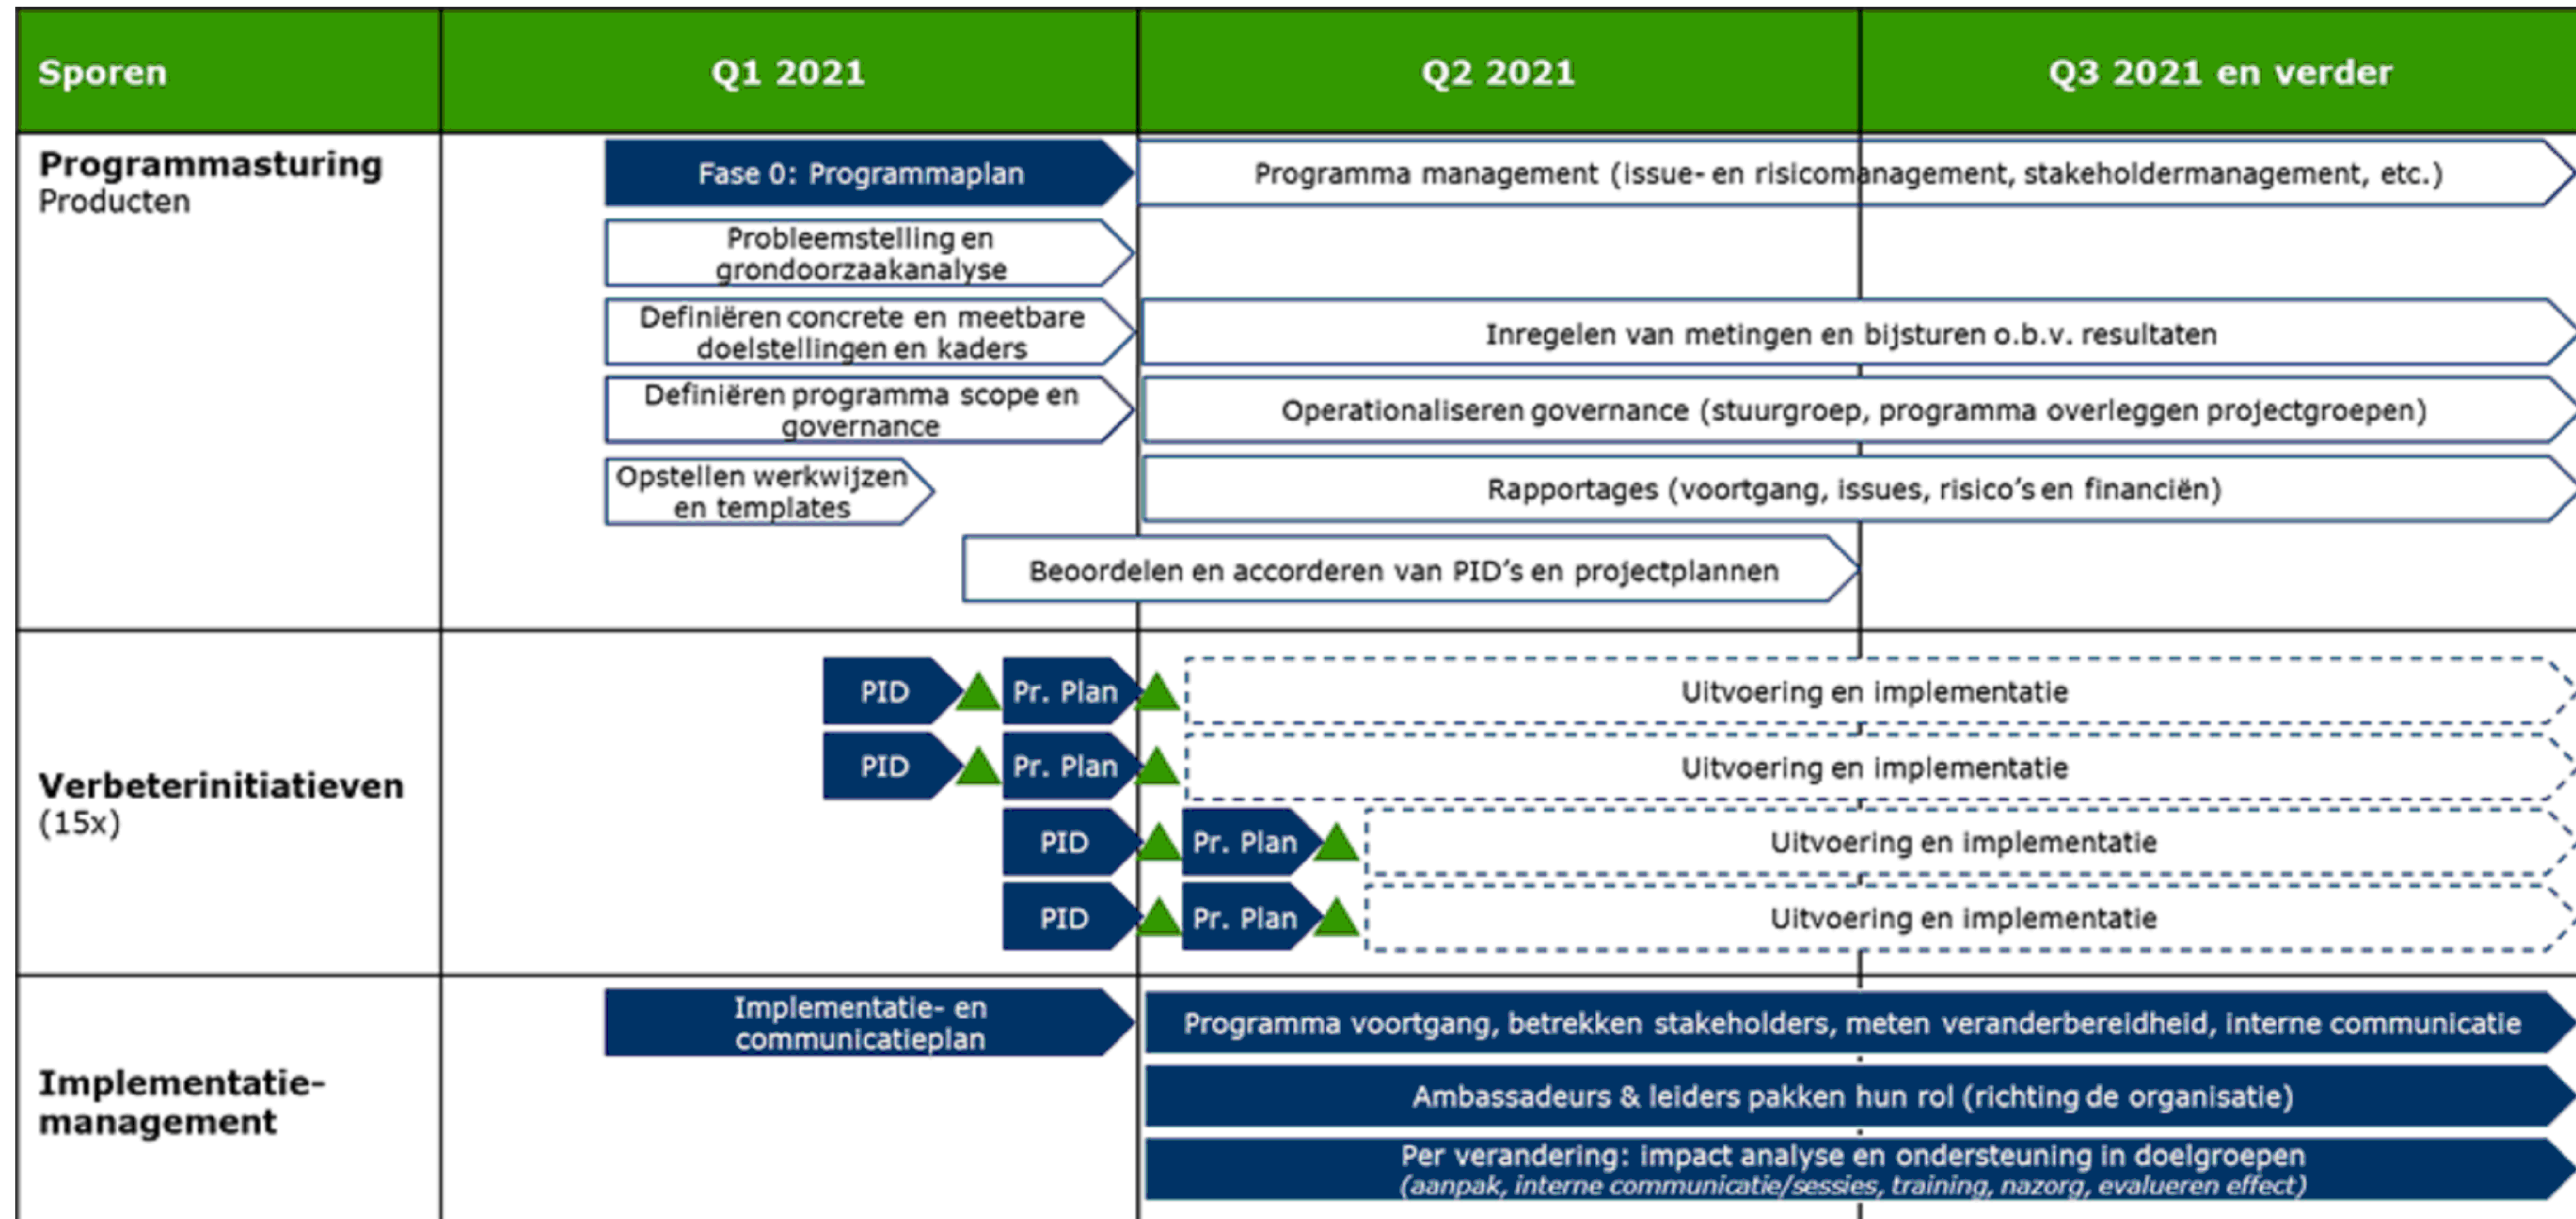 Sporen
Q1 2021
Q2 2021
Q3 2021 en verder
Programmasturing
Producten
Fase 0: Programmaplan
Programma management (issue- en risicomanagement, stakeholdermanagement, etc.)
Probleemstelling en
grondoorzaakanalyse
Definiëren concrete en meetbare
doelstellingen en kaders
Inregelen van metingen en bijsturen o.b.v. resultaten
Definiëren programma scope en
governance
Operationaliseren governance (stuurgroep, programma overleggen projectgroepen)
Opstellen werkwijzen
en templates
Rapportages (voortgang, issues, risico’s en financiën)
Beoordelen en accorderen van PID’s en projectplannen
Verbeterinitiatieven
(15x)
PID
Pr. Plan
Uitvoering en implementatie
PID
Pr. Plan
Uitvoering en implementatie
PID
Pr. Plan
Uitvoering en implementatie
PID
Pr. Plan
Uitvoering en implementatie
Implementatie-
management
Implementatie- en
communicatieplan
Programma voortgang, betrekken stakeholders, meten veranderbereidheid, interne communicatie
Ambassadeurs & leiders pakken hun rol (richting de organisatie)
Per verandering: impact analyse en ondersteuning in doelgroepen
(aanpak, interne communicatie/sessies, training, nazorg, evalueren effect)